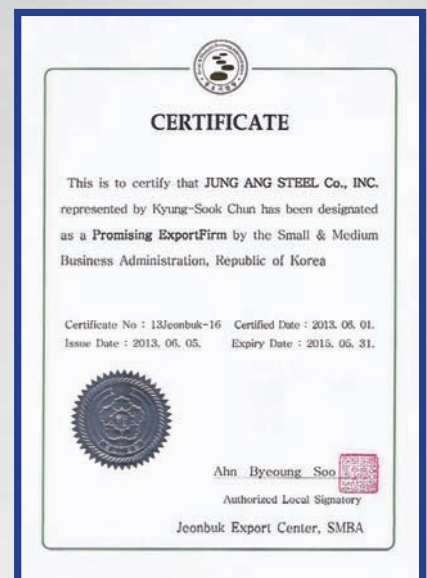 CERTIFICATE
This is to certify that JUNG ANG STEEL Co., INC.
represented by Kyung-Sook Chun has been designated
as a Promising ExportFirm by the Small & Medium
Business Administration, Republic of Korea
Certificate No : 13Jeonbuk-16 Certified Date : 2013. 06. 01.
Issue Date : 2013. 06. 05. Expiry Date : 2015. 05. 31.
Ahn Byeoung Soo
Authorized Local Signatory
Jeonbuk Export Center, SMBA